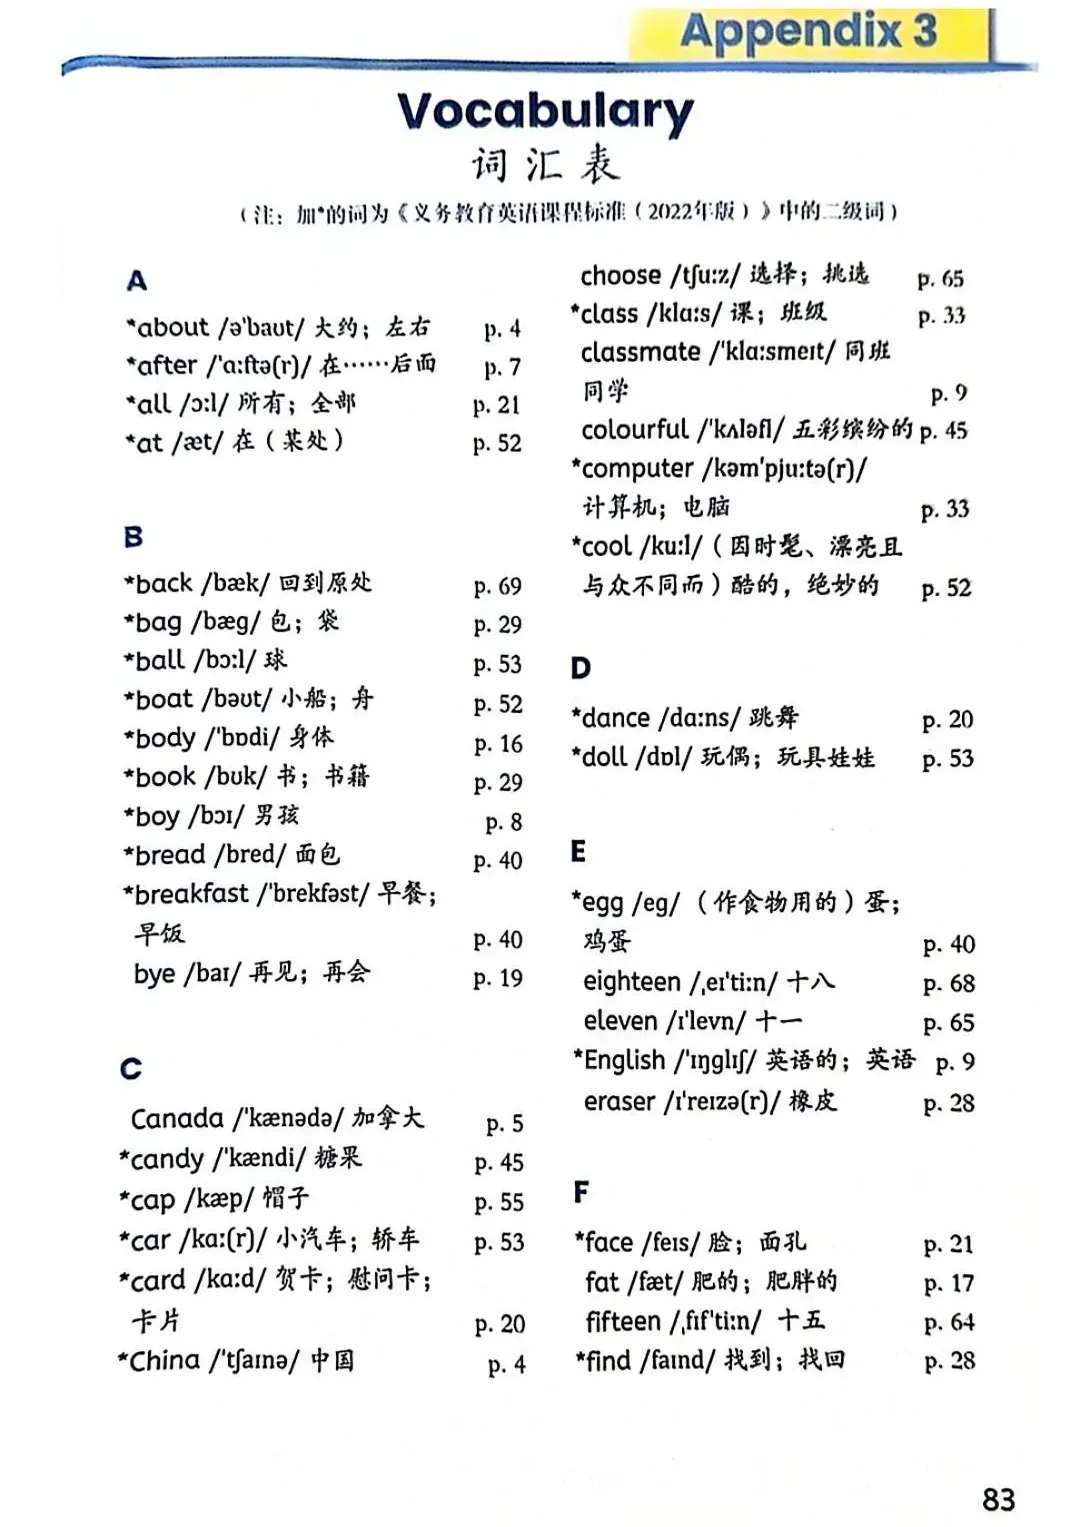 Appendix 3
Vocabulary
词汇表
（注：加*的词为《义务教育英语课程标准（2022年版）》中的二级词）
A
*about /ə'baʊt/ 大约；左右 p. 4
*after /'ɑːftə(r)/ 在……后面 p. 7
*all /ɔːl/ 所有；全部 p. 21
*at /æt/ 在（某处） p. 52
B
*back /bæk/ 回到原处 p. 69
*bag /bæg/ 包；袋 p. 29
*ball /bɔːl/ 球 p. 53
*boat /bəʊt/ 小船；舟 p. 52
*body /'bɒdi/ 身体 p. 16
*book /bʊk/ 书；书籍 p. 29
*boy /bɔɪ/ 男孩 p. 8
*bread /bred/ 面包 p. 40
*breakfast /'brekfəst/ 早餐；
早饭 p. 40
bye /baɪ/ 再见；再会 p. 19
C
Canada /'kænədə/ 加拿大 p. 5
*candy /'kændi/ 糖果 p. 45
*cap /kæp/ 帽子 p. 55
*car /kɑː(r)/ 小汽车；轿车 p. 53
*card /kɑːd/ 贺卡；慰问卡；
卡片 p. 20
*China /'tʃaɪnə/ 中国 p. 4
choose /tʃuːz/ 选择；挑选 p. 65
*class /klɑːs/ 课；班级 p. 33
classmate /'klɑːsmeɪt/ 同班
同学 p. 9
colourful /'kʌləfl/ 五彩缤纷的 p. 45
*computer /kəm'pjuːtə(r)/
计算机；电脑 p. 33
*cool /kuːl/（因时髦、漂亮且
与众不同而）酷的，绝妙的 p. 52
D
*dance /dɑːns/ 跳舞 p. 20
*doll /dɒl/ 玩偶；玩具娃娃 p. 53
E
*egg /eg/ （作食物用的）蛋；
鸡蛋 p. 40
eighteen /ˌeɪ'tiːn/ 十八 p. 68
eleven /ɪ'levn/ 十一 p. 65
*English /'ɪŋglɪʃ/ 英语的；英语 p. 9
eraser /ɪ'reɪzə(r)/ 橡皮 p. 28
F
*face /feɪs/ 脸；面孔 p. 21
fat /fæt/ 肥的；肥胖的 p. 17
fifteen /ˌfɪf'tiːn/ 十五 p. 64
*find /faɪnd/ 找到；找回 p. 28
83